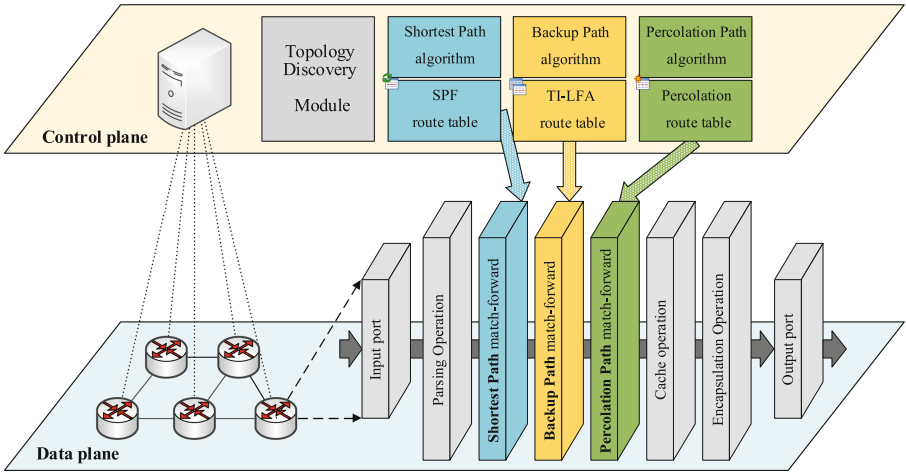 Topology
Discovery
Module
Shortest Path
algorithm
SPF
route table
Backup Path
algorithm
TI-LFA
route table
Percolation Path
algorithm
Percolation
route table
Control plane
Input port
Parsing Operation
Shortest Path match-forward
Backup Path match-forward
Percolation Path match-forward
Cache operation
Encapsulation Operation
Output port
Data plane